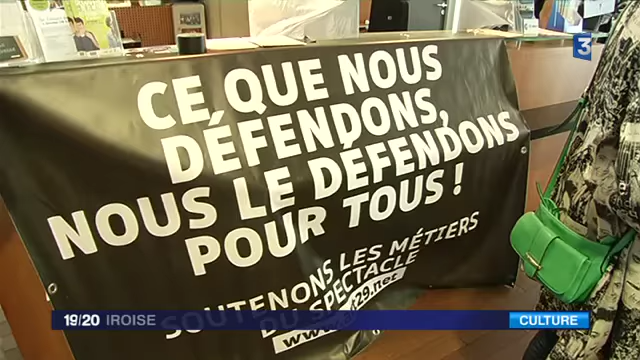 3
CE QUE NOUS
DÉFENDONS,
NOUS LE DÉFENDONS
POUR TOUS !
SOUTENONS LES MÉTIERS
DU SPECTACLE
19/20 IROISE
CULTURE